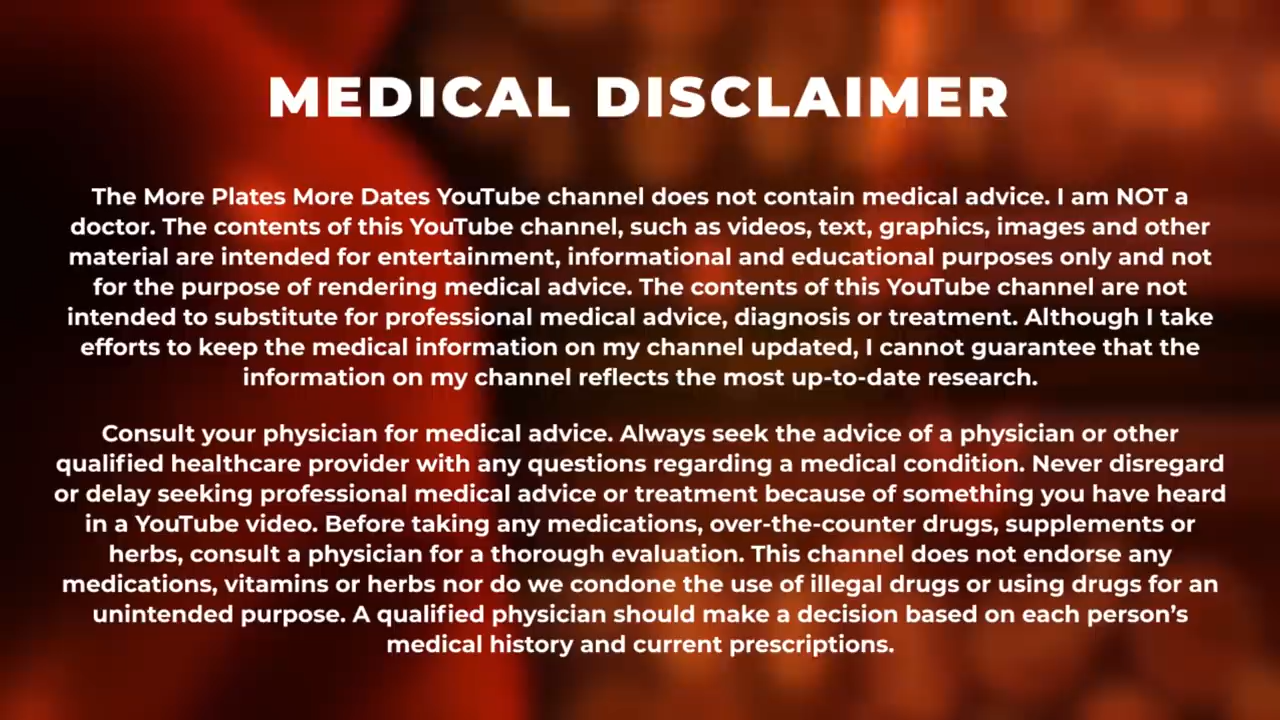 MEDICAL DISCLAIMER
The More Plates More Dates YouTube channel does not contain medical advice. I am NOT a
doctor. The contents of this YouTube channel, such as videos, text, graphics, images and other
material are intended for entertainment, informational and educational purposes only and not
for the purpose of rendering medical advice. The contents of this YouTube channel are not
intended to substitute for professional medical advice, diagnosis or treatment. Although I take
efforts to keep the medical information on my channel updated, I cannot guarantee that the
information on my channel reflects the most up-to-date research.
Consult your physician for medical advice. Always seek the advice of a physician or other
qualified healthcare provider with any questions regarding a medical condition. Never disregard
or delay seeking professional medical advice or treatment because of something you have heard
in a YouTube video. Before taking any medications, over-the-counter drugs, supplements or
herbs, consult a physician for a thorough evaluation. This channel does not endorse any
medications, vitamins or herbs nor do we condone the use of illegal drugs or using drugs for an
unintended purpose. A qualified physician should make a decision based on each person’s
medical history and current prescriptions.